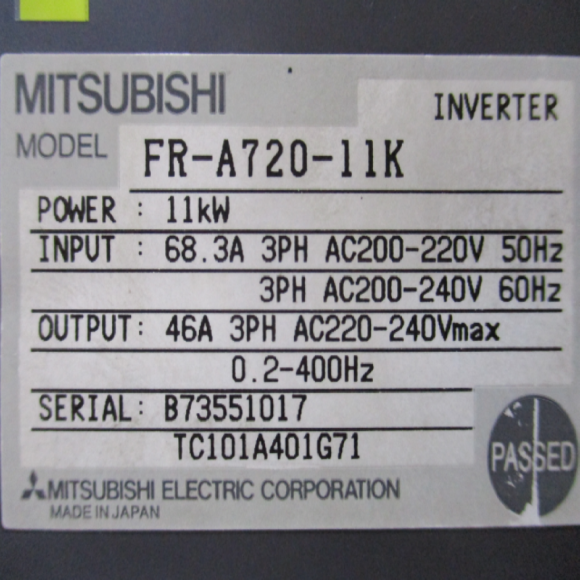 MITSUBISHI
INVERTER
MODEL FR-A720-11K
POWER : 11kW
INPUT : 68.3A 3PH AC200-220V 50Hz
3PH AC200-240V 60Hz
OUTPUT: 46A 3PH AC220-240Vmax
0.2-400Hz
SERIAL: B73551017
TC101A401G71
PASSED
MITSUBISHI ELECTRIC CORPORATION
MADE IN JAPAN